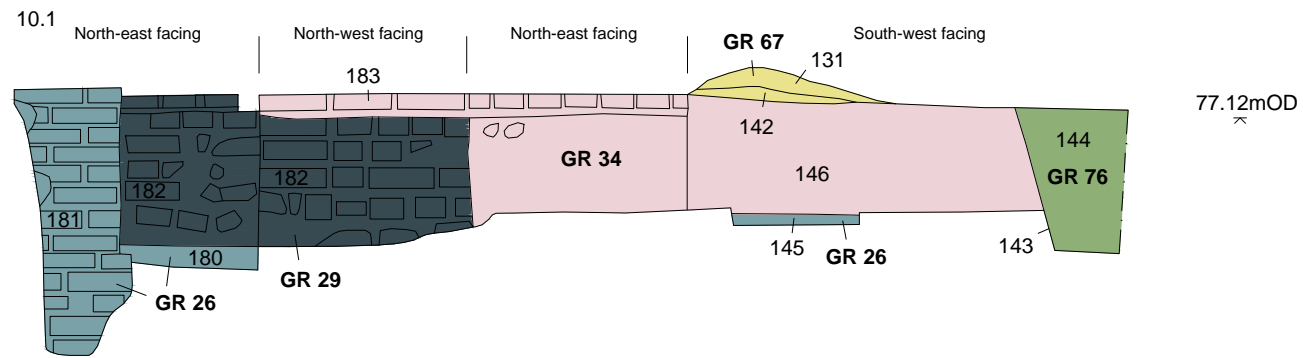 10.1
North-east facing North-west facing North-east facing South-west facing
GR 67
131
183
77.12mOD
142
144
GR 34
146
GR 76
182
182
181
180
145
143
GR 26
GR 29
GR 26